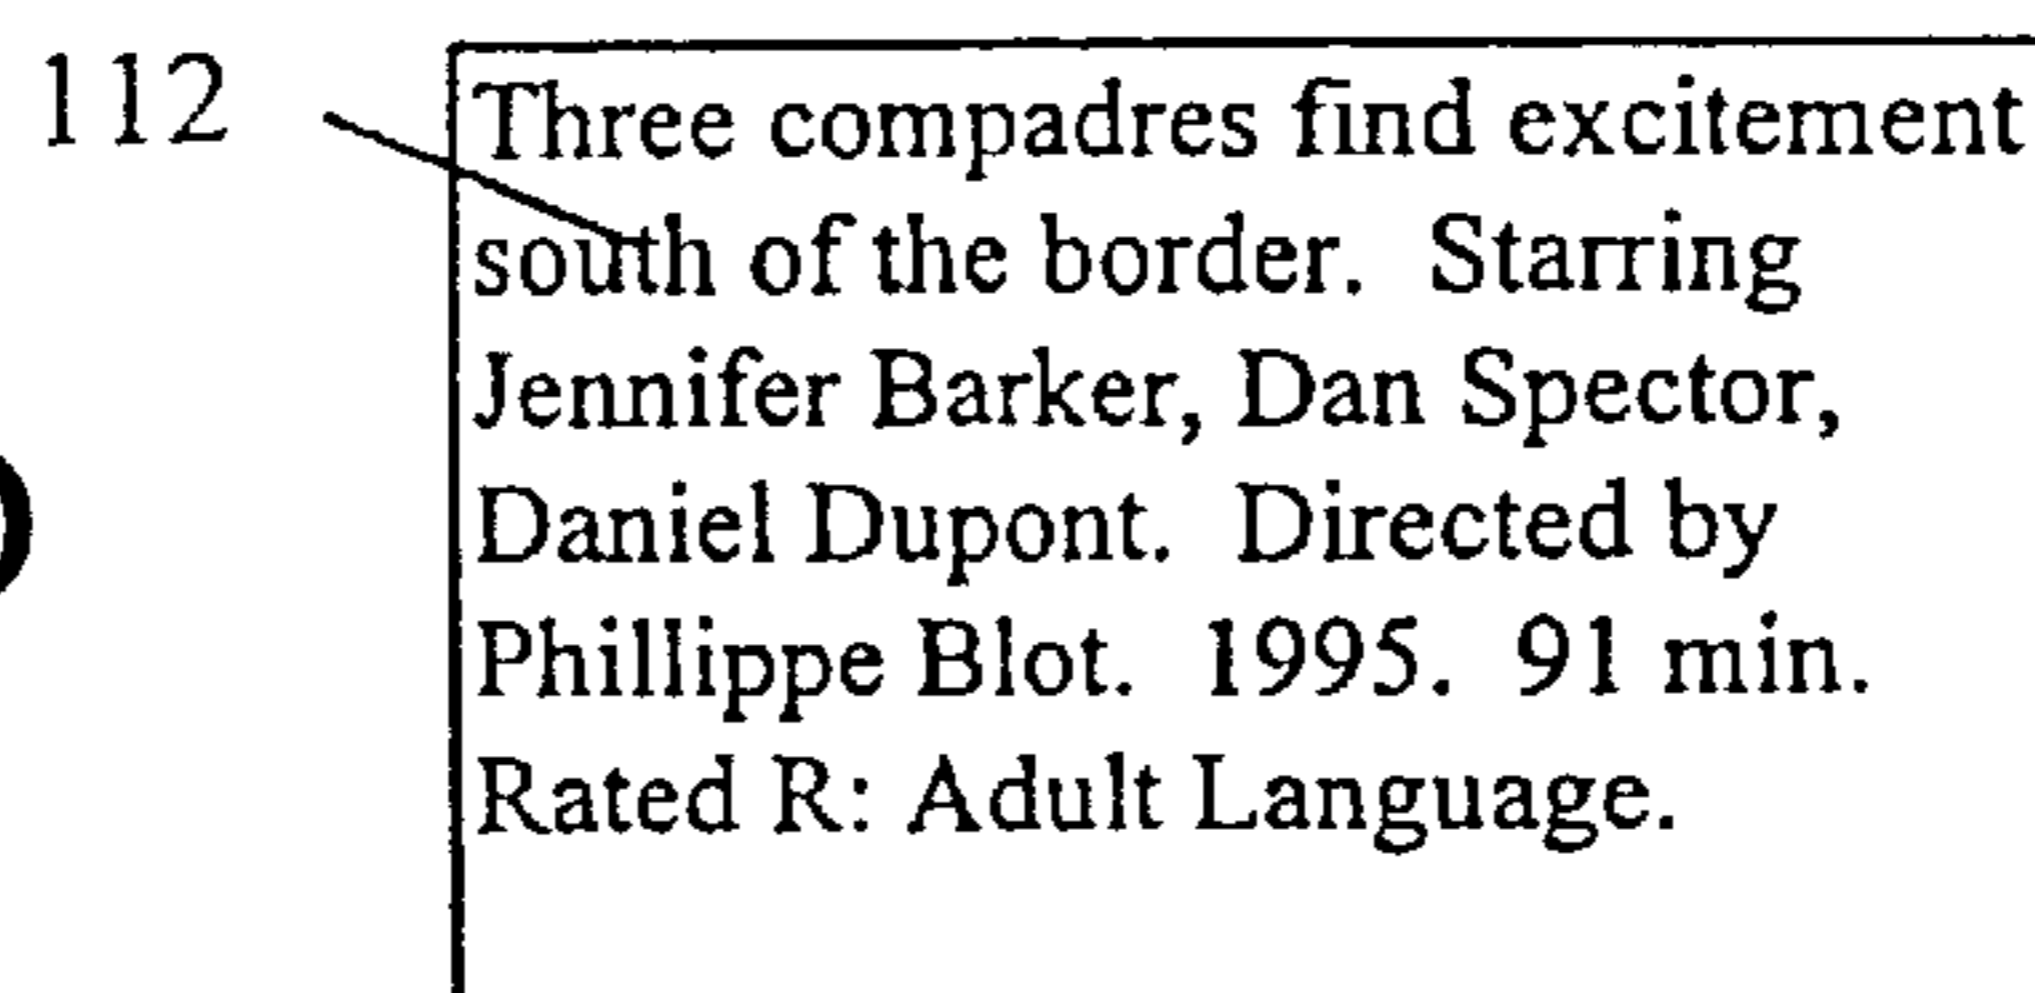 112
Three compadres find excitement
south of the border. Starring
Jennifer Barker, Dan Spector,
Daniel Dupont. Directed by
Phillippe Blot. 1995. 91 min.
Rated R: Adult Language.